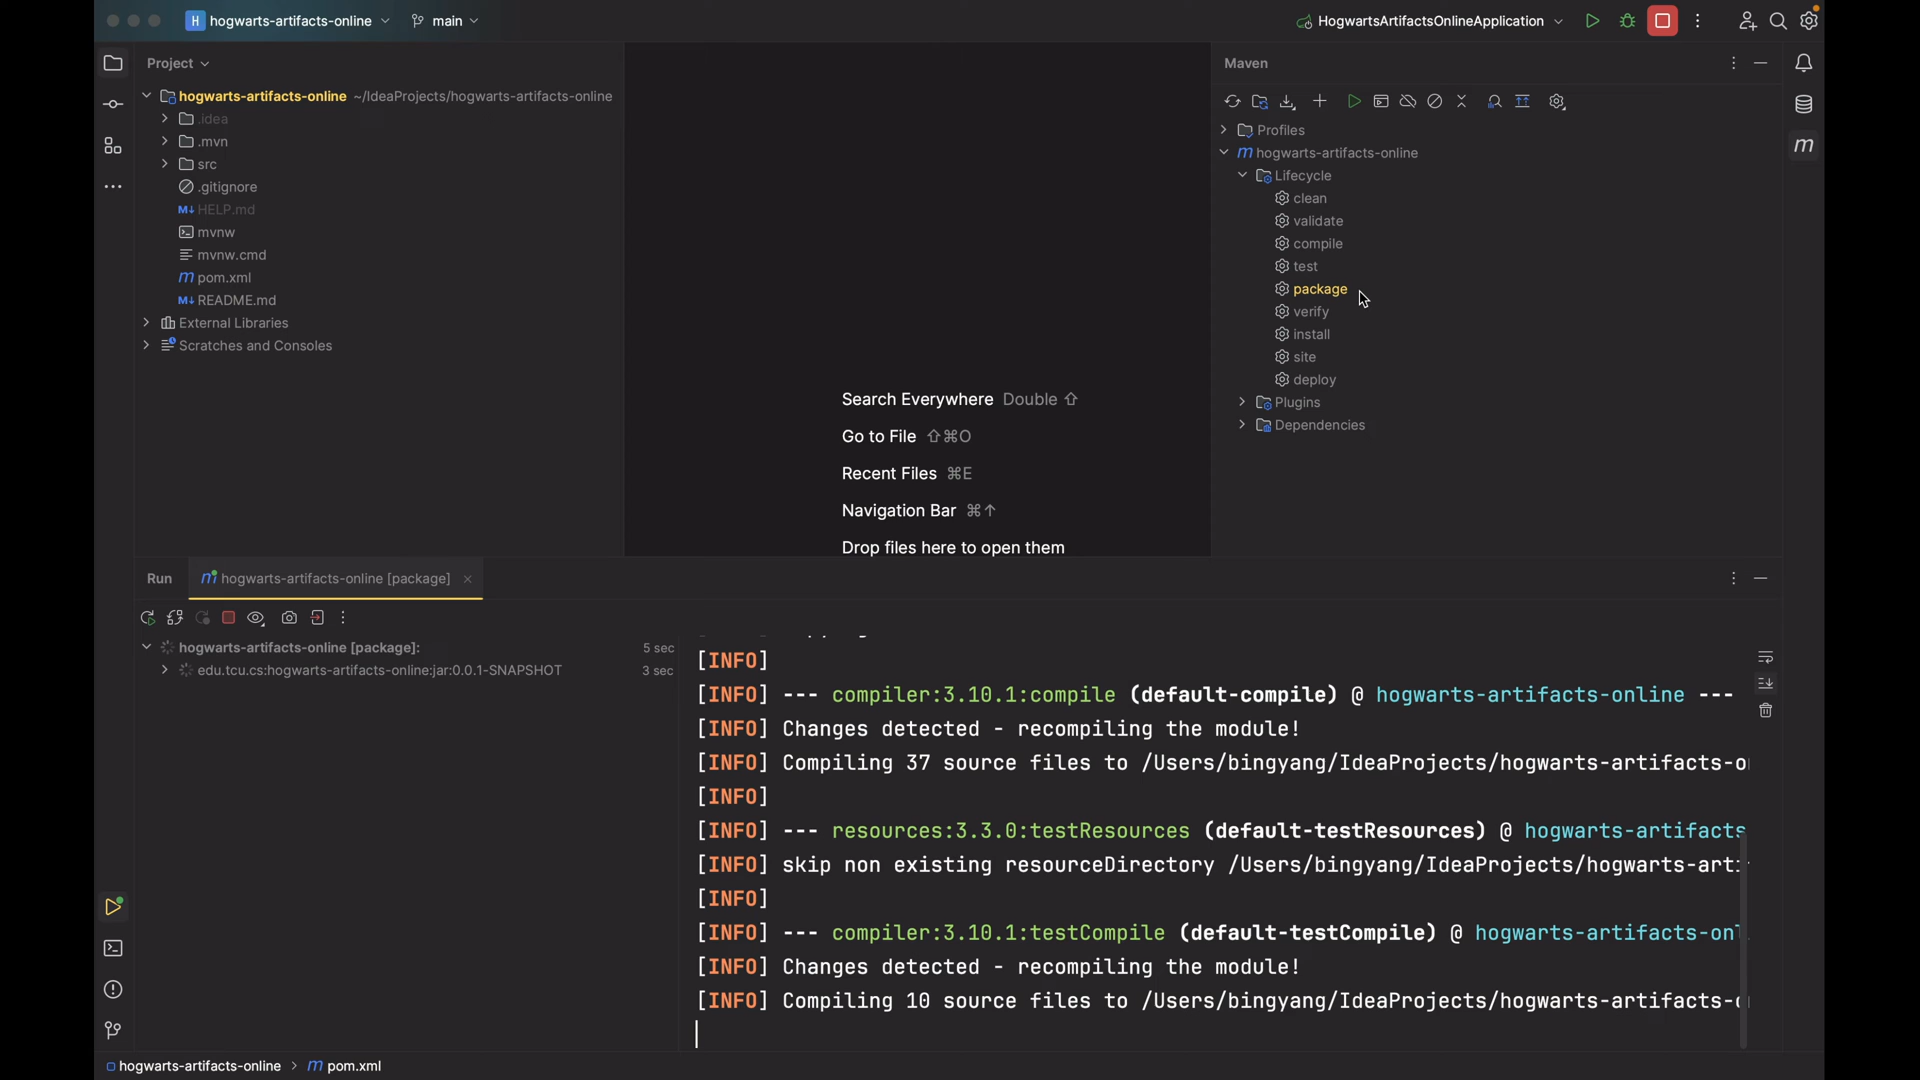 H hogwarts-artifacts-online main HogwartsArtifactsOnlineApplication
Project
hogwarts-artifacts-online ~/IdeaProjects/hogwarts-artifacts-online
.idea
.mvn
src
.gitignore
M↓ HELP.md
mvnw
mvnw.cmd
m pom.xml
M↓ README.md
External Libraries
Scratches and Consoles
Search Everywhere Double ⇧
Go to File ⇧⌘O
Recent Files ⌘E
Navigation Bar ⌘↑
Drop files here to open them
Maven
Profiles
m hogwarts-artifacts-online
Lifecycle
clean
validate
compile
test
package
verify
install
site
deploy
Plugins
Dependencies
m
Run m hogwarts-artifacts-online [package]
hogwarts-artifacts-online [package]: 5 sec
edu.tcu.cs:hogwarts-artifacts-online:jar:0.0.1-SNAPSHOT 3 sec
[INFO]
[INFO] --- compiler:3.10.1:compile (default-compile) @ hogwarts-artifacts-online ---
[INFO] Changes detected - recompiling the module!
[INFO] Compiling 37 source files to /Users/bingyang/IdeaProjects/hogwarts-artifacts-o
[INFO]
[INFO] --- resources:3.3.0:testResources (default-testResources) @ hogwarts-artifacts
[INFO] skip non existing resourceDirectory /Users/bingyang/IdeaProjects/hogwarts-arti
[INFO]
[INFO] --- compiler:3.10.1:testCompile (default-testCompile) @ hogwarts-artifacts-onl
[INFO] Changes detected - recompiling the module!
[INFO] Compiling 10 source files to /Users/bingyang/IdeaProjects/hogwarts-artifacts-o
hogwarts-artifacts-online > m pom.xml